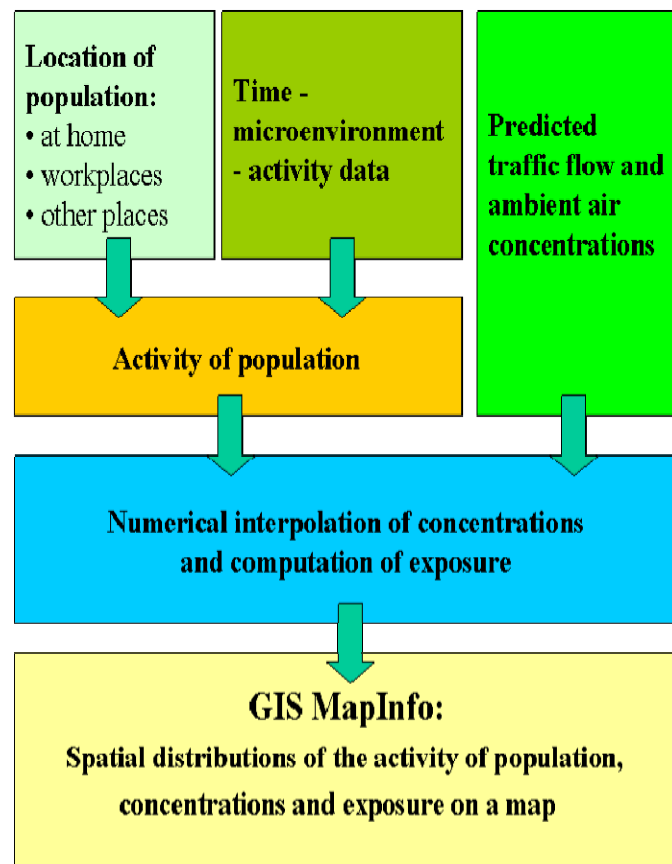 Location of
population:
• at home
• workplaces
• other places
Time -
microenvironment
- activity data
Predicted
traffic flow and
ambient air
concentrations
Activity of population
Numerical interpolation of concentrations
and computation of exposure
GIS MapInfo:
Spatial distributions of the activity of population,
concentrations and exposure on a map